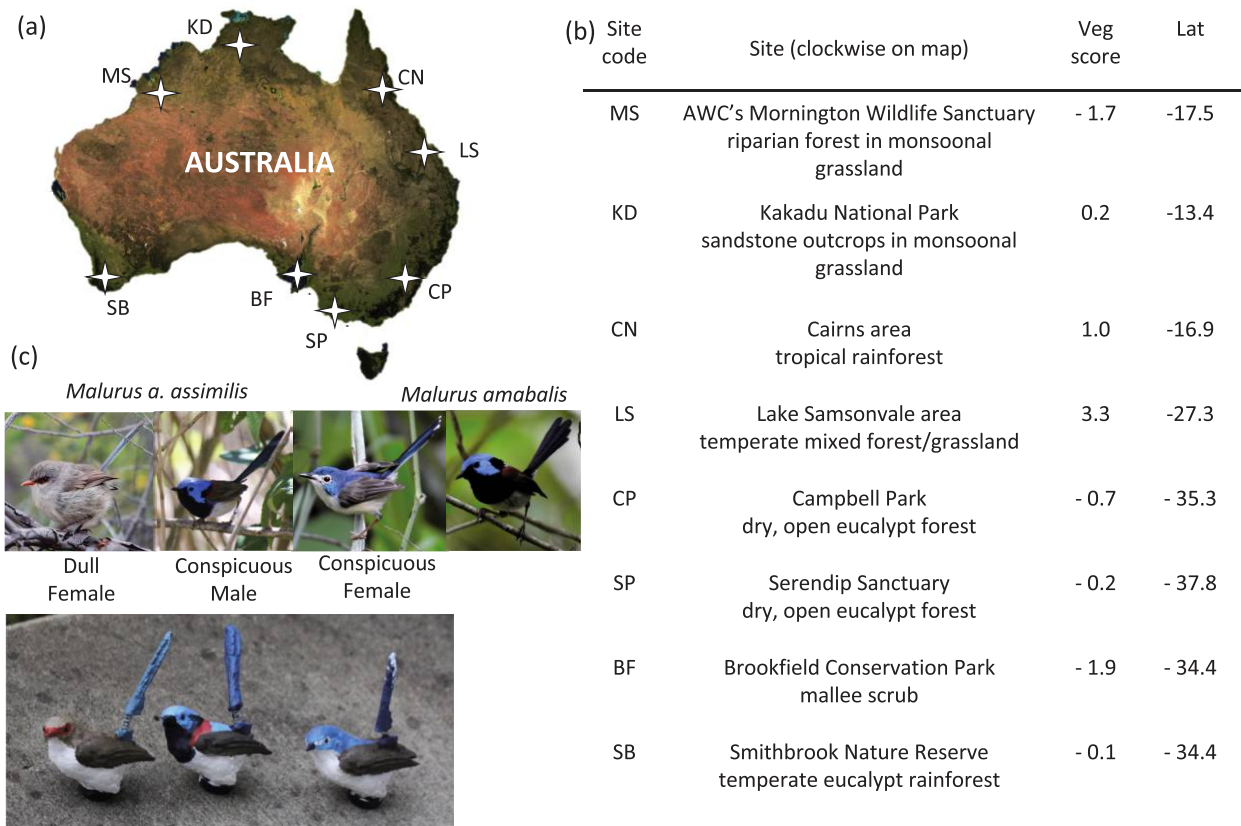 (a)
KD
MS
CN
AUSTRALIA
LS
SB
BF
CP
SP
(b)
Site code
Site (clockwise on map)
Veg score
Lat
MS
AWC's Mornington Wildlife Sanctuary
riparian forest in monsoonal
grassland
- 1.7
-17.5
KD
Kakadu National Park
sandstone outcrops in monsoonal
grassland
0.2
-13.4
CN
Cairns area
tropical rainforest
1.0
-16.9
LS
Lake Samsonvale area
temperate mixed forest/grassland
3.3
-27.3
CP
Campbell Park
dry, open eucalypt forest
- 0.7
- 35.3
SP
Serendip Sanctuary
dry, open eucalypt forest
- 0.2
- 37.8
BF
Brookfield Conservation Park
mallee scrub
- 1.9
- 34.4
SB
Smithbrook Nature Reserve
temperate eucalypt rainforest
- 0.1
- 34.4
(c)
Malurus a. assimilis
Malurus amabalis
Dull
Female
Conspicuous
Male
Conspicuous
Female